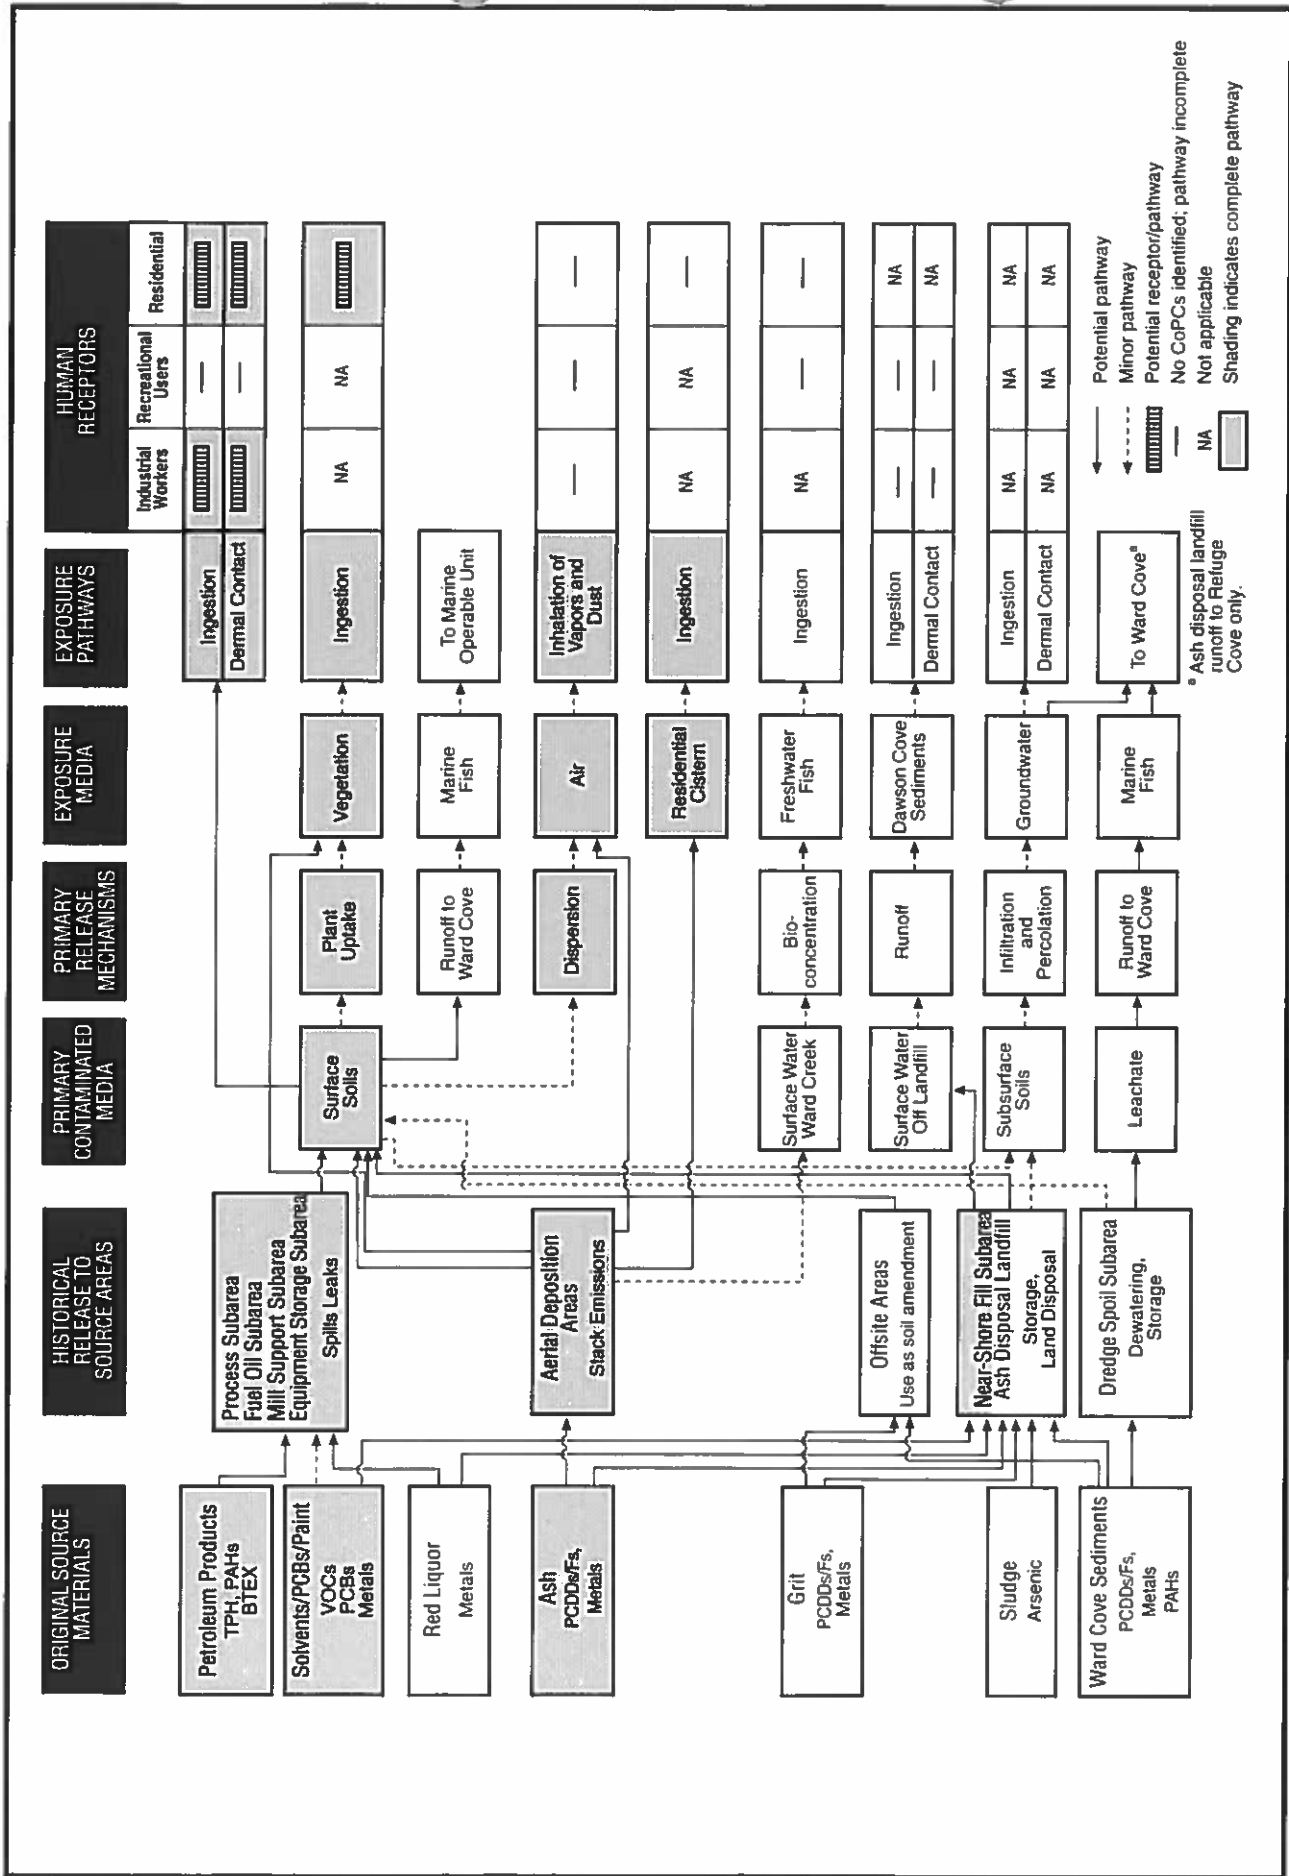 ORIGINAL SOURCE
MATERIALS
HISTORICAL
RELEASE TO
SOURCE AREAS
PRIMARY
CONTAMINATED
MEDIA
PRIMARY
RELEASE
MECHANISMS
EXPOSURE
MEDIA
EXPOSURE
PATHWAYS
HUMAN
RECEPTORS
Industrial
Workers
Recreational
Users
Residential
Petroleum Products
TPH, PAHs
BTEX
Solvents/PCBs/Paint
VOCs
PCBs
Metals
Red Liquor
Metals
Ash
PCDDs/Fs,
Metals
Grit
PCDDs/Fs,
Metals
Sludge
Arsenic
Ward Cove Sediments
PCDDs/Fs,
Metals
PAHs
Process Subarea
Fuel Oil Subarea
Mill Support Subarea
Equipment Storage Subarea
Spills Leaks
Aerial Deposition
Areas
Stack Emissions
Offsite Areas
Use as soil amendment
Near-Shore Fill Subarea
Ash Disposal Landfill
Storage,
Land Disposal
Dredge Spoil Subarea
Dewatering,
Storage
Surface
Soils
Surface Water
Ward Creek
Surface Water
Off Landfill
Subsurface
Soils
Leachate
Plant
Uptake
Runoff to
Ward Cove
Dispersion
Bio-
concentration
Runoff
Infiltration
and
Percolation
Runoff to
Ward Cove
Vegetation
Marine
Fish
Air
Residential
Cistern
Freshwater
Fish
Dawson Cove
Sediments
Groundwater
Marine
Fish
Ingestion — —
Dermal Contact — —
Ingestion NA NA
To Marine
Operable Unit
Inhalation of
Vapors and
Dust — — —
Ingestion NA NA —
Ingestion NA — —
Ingestion — — NA
Dermal Contact — — NA
Ingestion NA NA NA
Dermal Contact NA NA NA
To Ward Cove a
a Ash disposal landfill
runoff to Refuge
Cove only.
Potential pathway
Minor pathway
Potential receptor/pathway
— No CoPCs identified; pathway incomplete
NA Not applicable
Shading indicates complete pathway